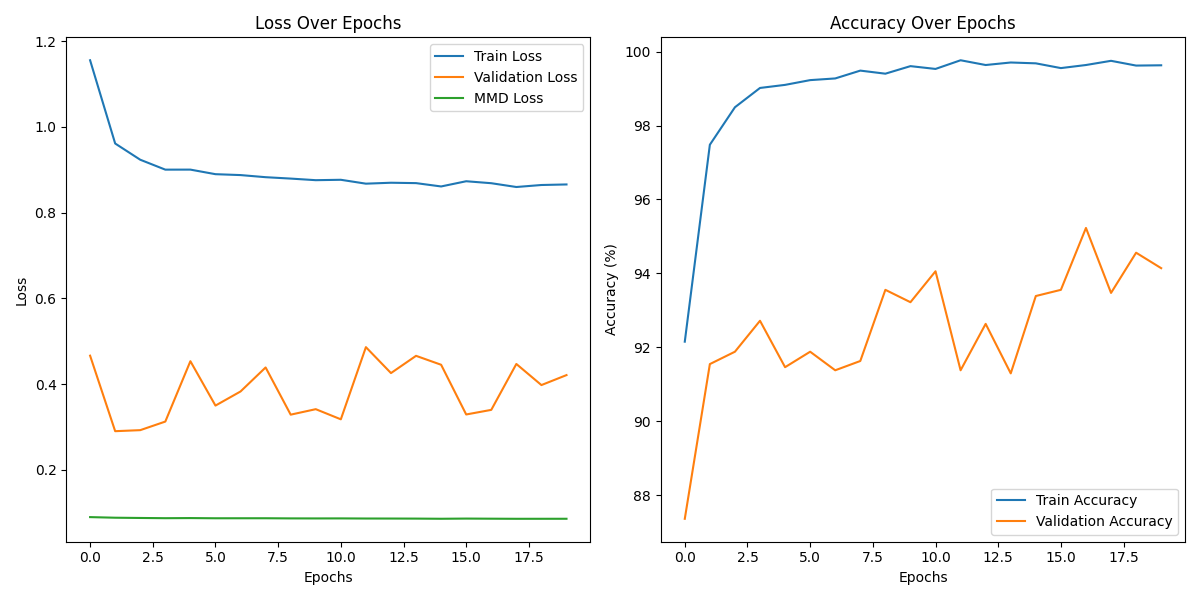 Loss Over Epochs
1.2
1.0
0.8
0.6
0.4
0.2
Loss
Train Loss
Validation Loss
MMD Loss
0.0 2.5 5.0 7.5 10.0 12.5 15.0 17.5
Epochs
Accuracy Over Epochs
100
98
96
94
92
90
88
Accuracy (%)
Train Accuracy
Validation Accuracy
0.0 2.5 5.0 7.5 10.0 12.5 15.0 17.5
Epochs